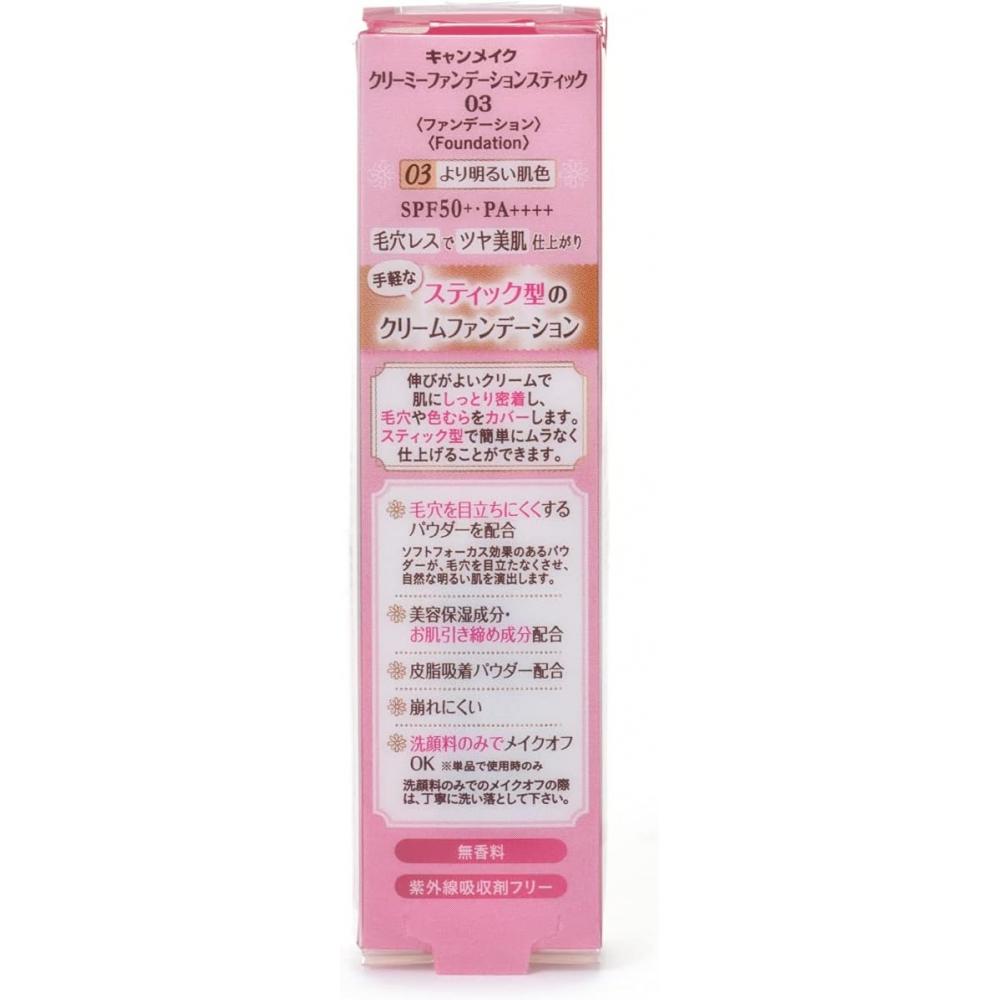 キャンメイク
クリーミーファンデーションスティック
03
〈ファンデーション〉
〈Foundation〉
03 より明るい肌色
SPF50+・PA++++
毛穴レスでツヤ美肌仕上がり
手軽な
スティック型の
クリームファンデーション
伸びがよいクリームで
肌にしっとり密着し、
毛穴や色むらをカバーします。
スティック型で簡単にムラなく
仕上げることができます。
毛穴を目立ちにくくする
パウダーを配合
ソフトフォーカス効果のあるパウ
ダーが、毛穴を目立たなくさせ、
自然な明るい肌を演出します。
美容保湿成分・
お肌引き締め成分配合
皮脂吸着パウダー配合
崩れにくい
洗顔料のみでメイクオフ
OK ※単品で使用時のみ
洗顔料のみでのメイクオフの際
は、丁寧に洗い落として下さい。
無香料
紫外線吸収剤フリー